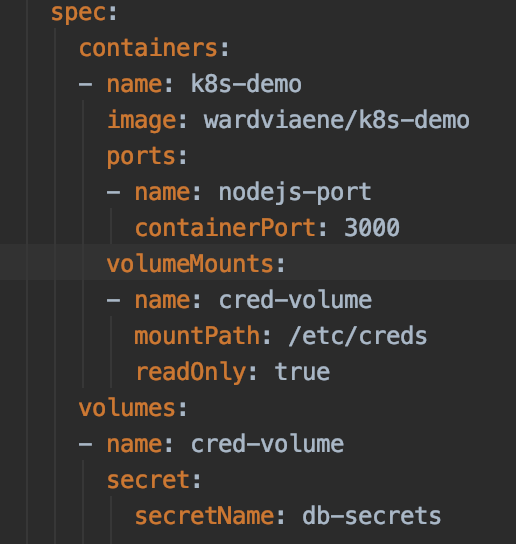 spec:
containers:
- name: k8s-demo
image: wardviaene/k8s-demo
ports:
- name: nodejs-port
containerPort: 3000
volumeMounts:
- name: cred-volume
mountPath: /etc/creds
readOnly: true
volumes:
- name: cred-volume
secret:
secretName: db-secrets